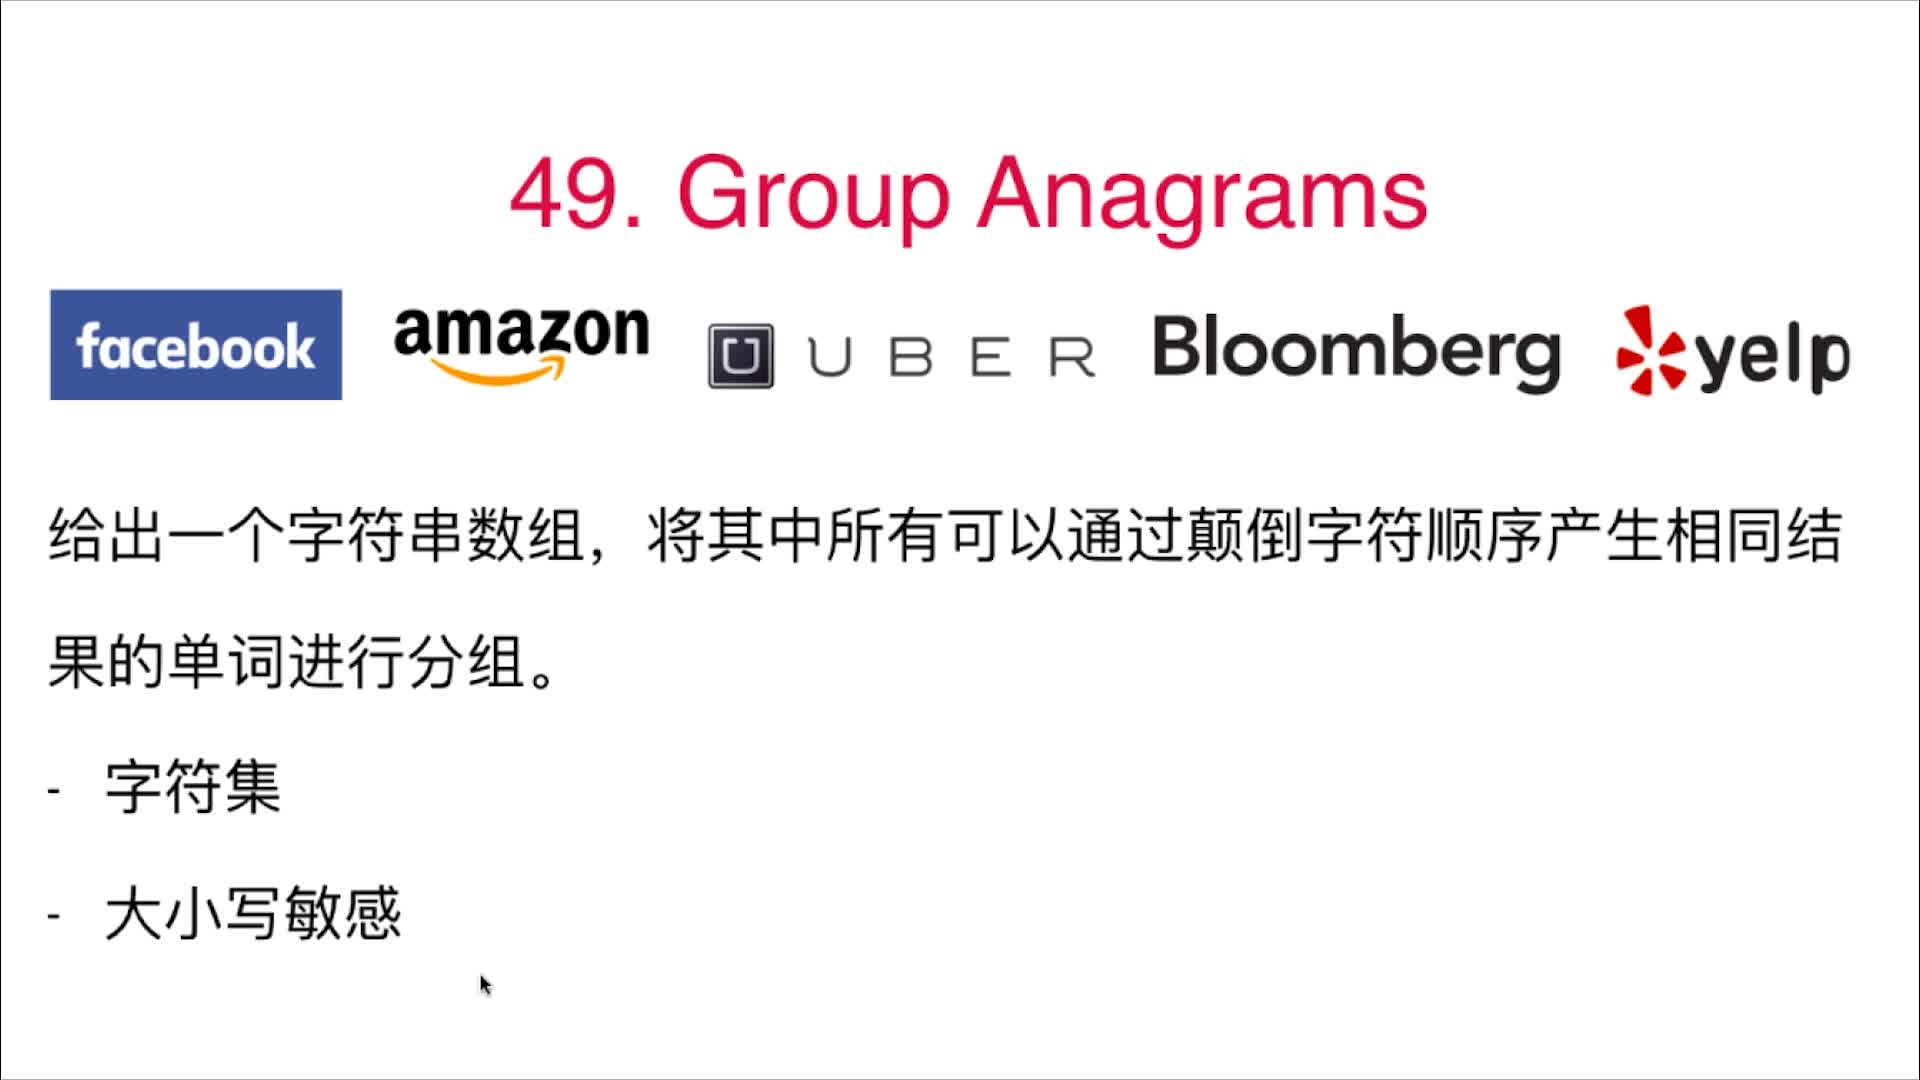 49. Group Anagrams
facebook
amazon
U UBER
Bloomberg
yelp
给出一个字符串数组，将其中所有可以通过颠倒字符顺序产生相同结
果的单词进行分组。
- 字符集
- 大小写敏感